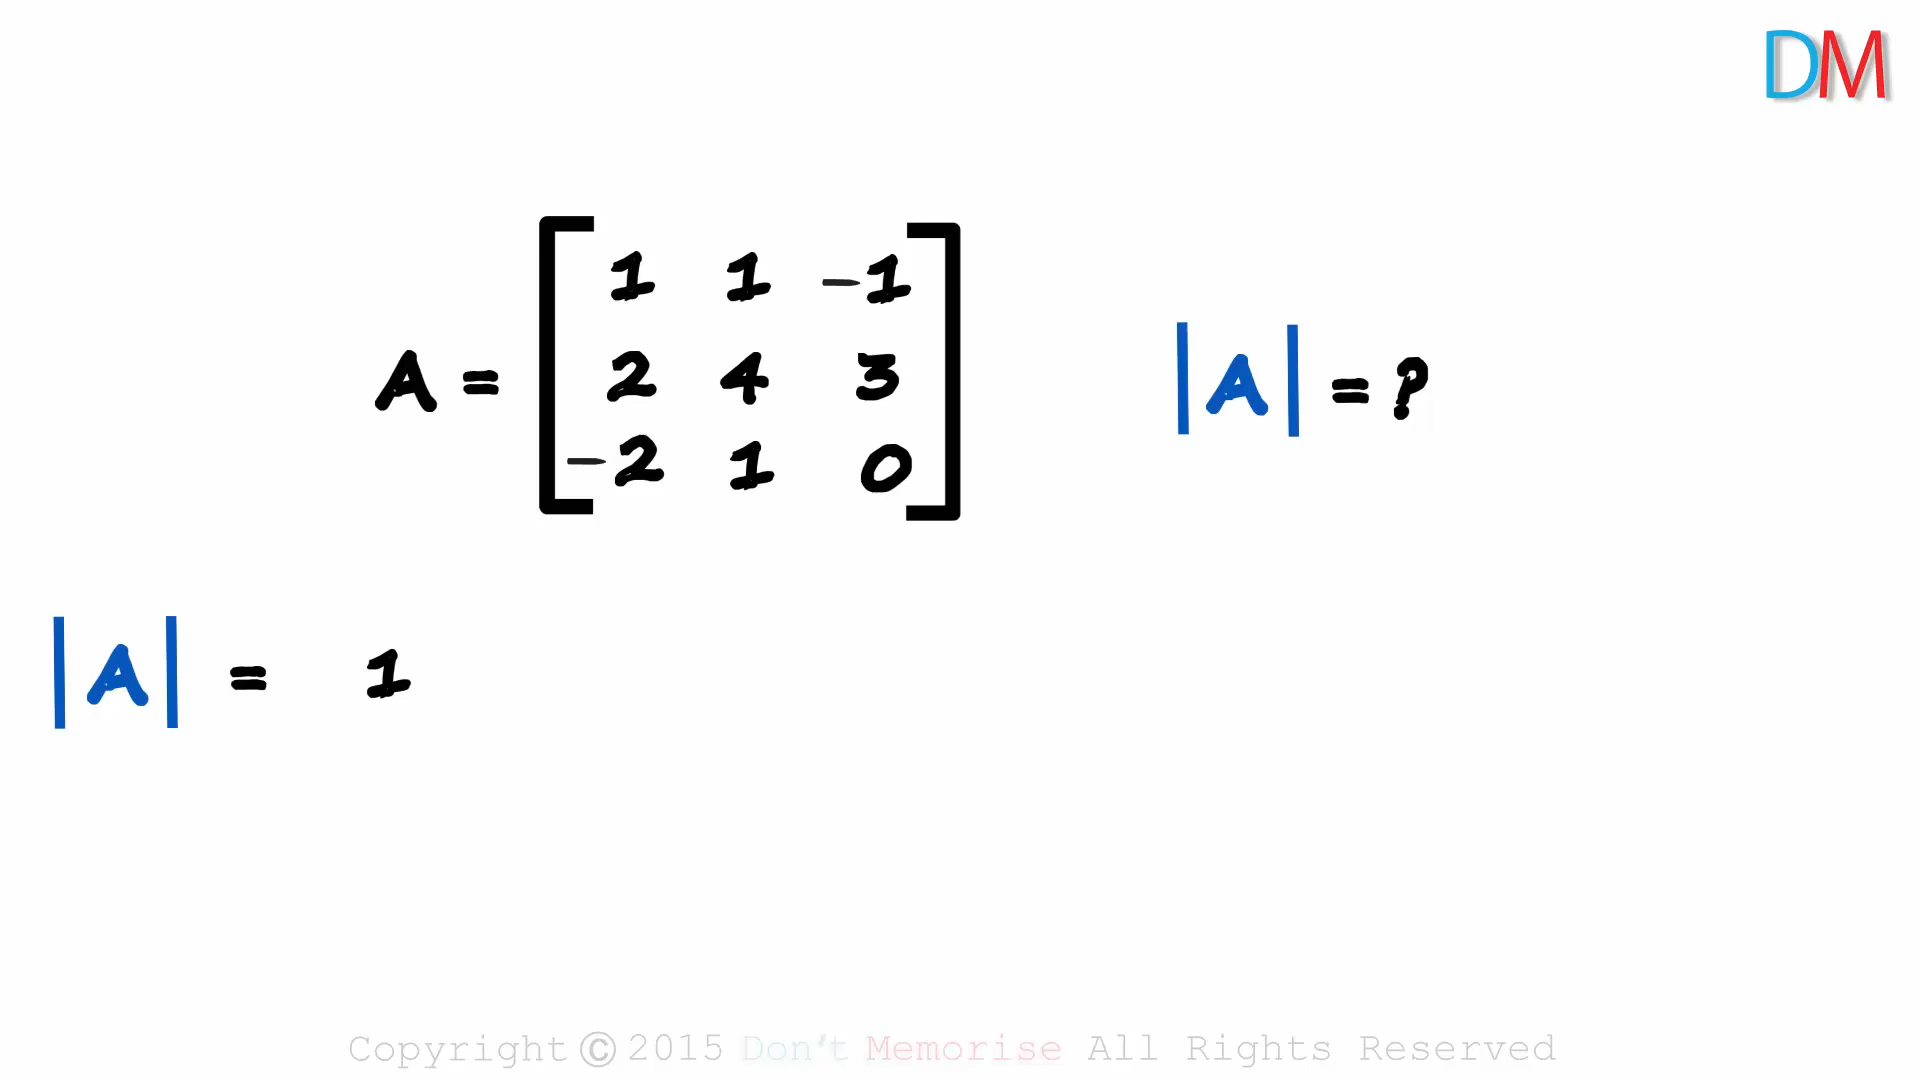 DM
A = [ 1 1 -1
2 4 3
-2 1 0 ]
|A| = ?
|A| = 1
Copyright © 2015 Don't Memorise All Rights Reserved